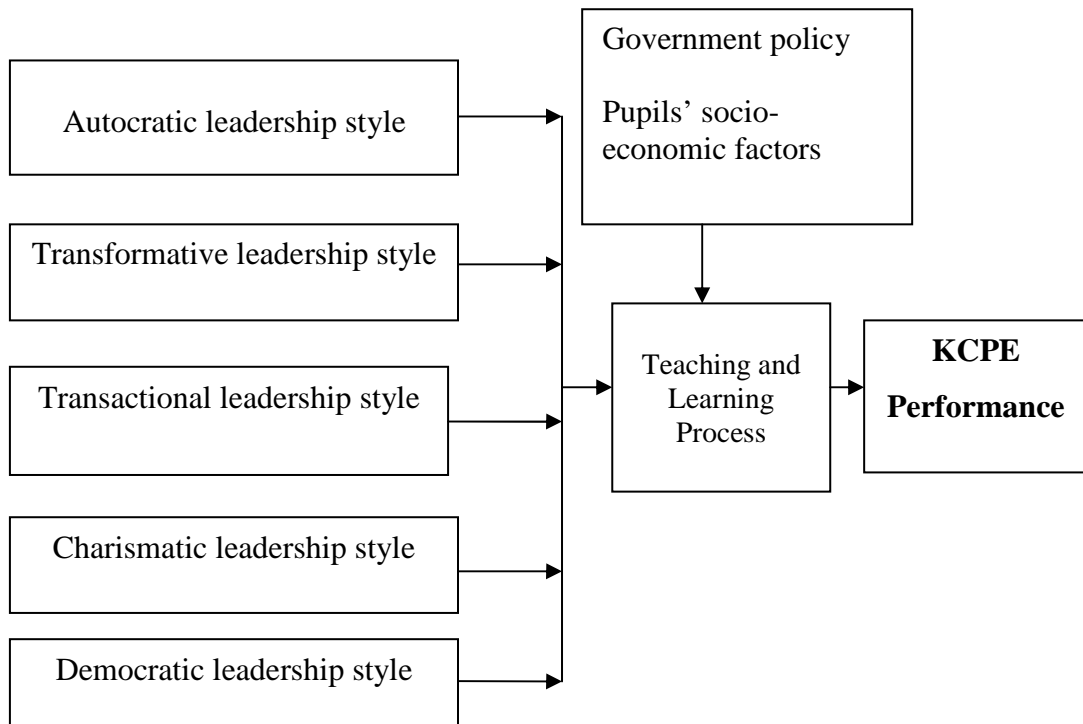 Government policy
Pupils’ socio-
economic factors
Autocratic leadership style
Transformative leadership style
Transactional leadership style
Charismatic leadership style
Democratic leadership style
Teaching and
Learning
Process
KCPE
Performance